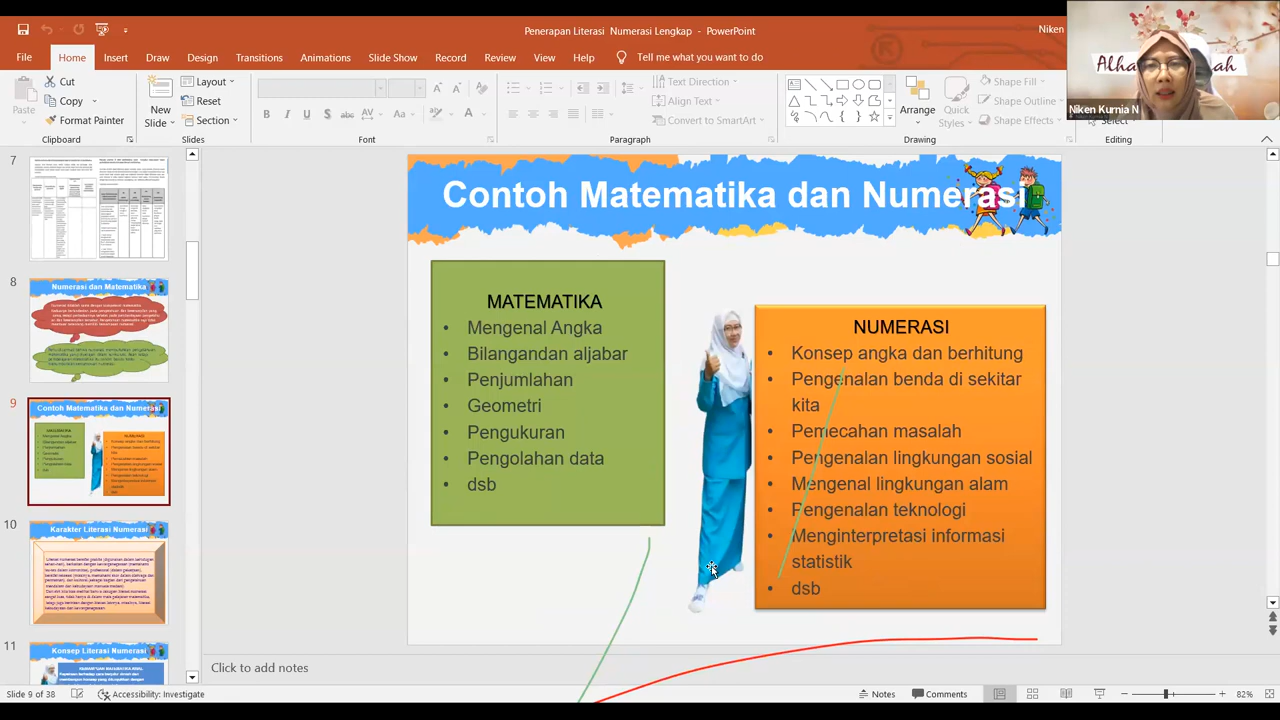 Penerapan Literasi Numerasi Lengkap - PowerPoint
Niken
File Home Insert Draw Design Transitions Animations Slide Show Record Review View Help Tell me what you want to do
Paste
Cut
Copy
Format Painter
Clipboard
New Slide
Layout
Reset
Section
Slides
Font
Text Direction
Align Text
Convert to SmartArt
Paragraph
Arrange
Quick Styles
Shape Fill
Shape Outline
Shape Effects
Drawing
Select
Editing
Niken Kurnia N
7
8
Numerasi dan Matematika
9
Contoh Matematika dan Numerasi
10
Karakter Literasi Numerasi
11
Konsep Literasi Numerasi
Contoh Matematika dan Numerasi
MATEMATIKA
• Mengenal Angka
• Bilangandan aljabar
• Penjumlahan
• Geometri
• Pengukuran
• Pengolahan data
• dsb
NUMERASI
• Konsep angka dan berhitung
• Pengenalan benda di sekitar
kita
• Pemecahan masalah
• Pengenalan lingkungan sosial
• Mengenal lingkungan alam
• Pengenalan teknologi
• Menginterpretasi informasi
statistik
• dsb
Click to add notes
Slide 9 of 38 Accessibility: Investigate Notes Comments 82%